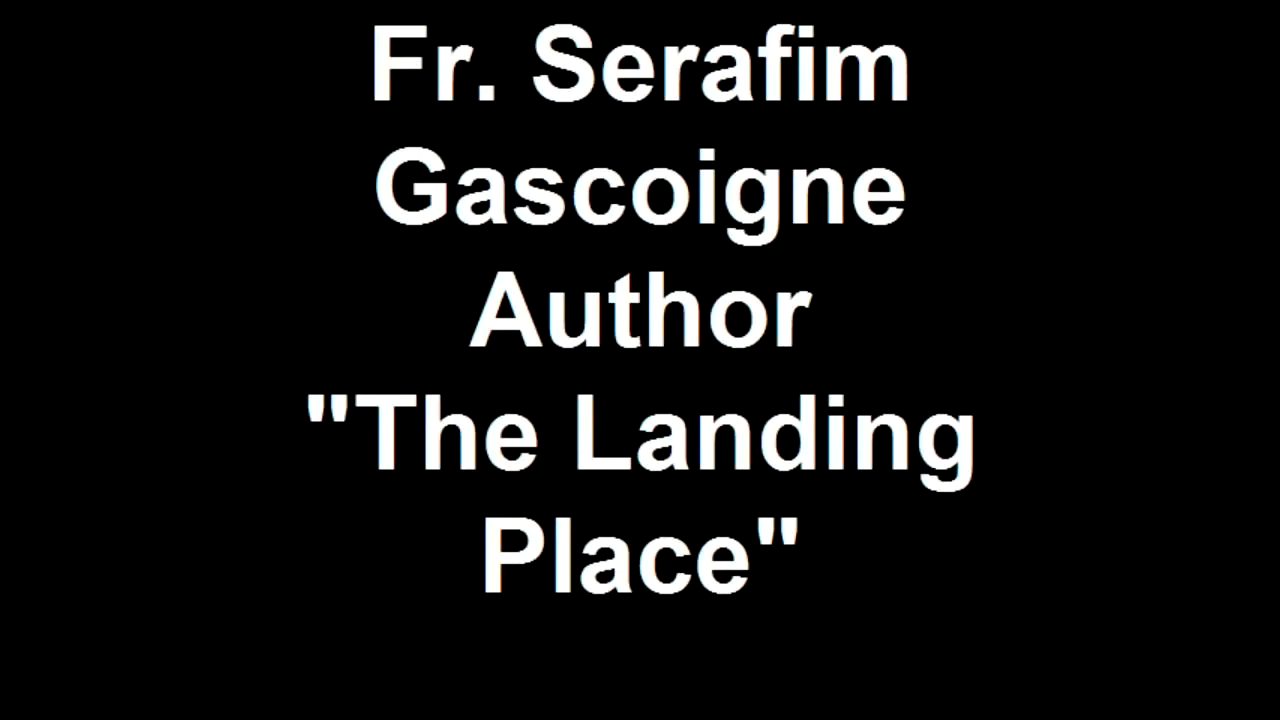 Fr. Serafim
Gascoigne
Author
"The Landing
Place"